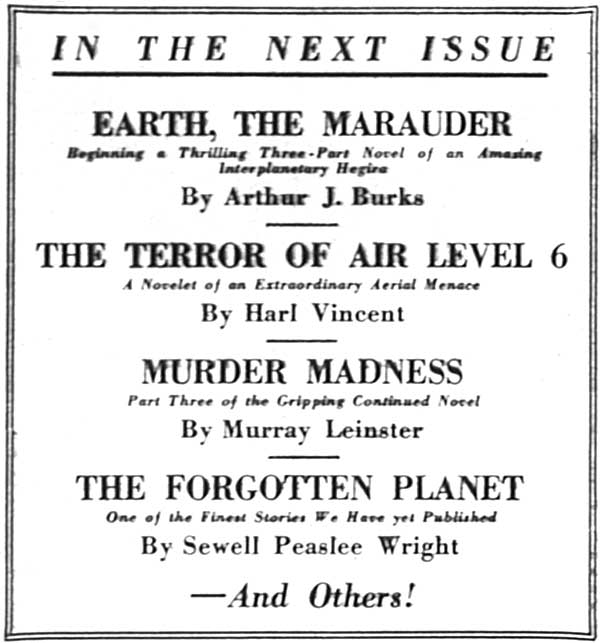 IN THE NEXT ISSUE
EARTH, THE MARAUDER
Beginning a Thrilling Three-Part Novel of an Amazing
Interplanetary Hegira
By Arthur J. Burks
THE TERROR OF AIR LEVEL 6
A Novelet of an Extraordinary Aerial Menace
By Harl Vincent
MURDER MADNESS
Part Three of the Gripping Continued Novel
By Murray Leinster
THE FORGOTTEN PLANET
One of the Finest Stories We Have yet Published
By Sewell Peaslee Wright
—And Others!